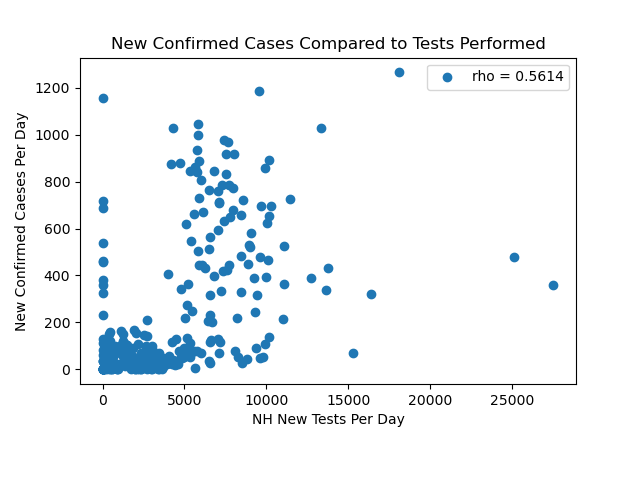 New Confirmed Cases Compared to Tests Performed
rho = 0.5614
New Confirmed Caeses Per Day
1200
1000
800
600
400
200
0
0 5000 10000 15000 20000 25000
NH New Tests Per Day